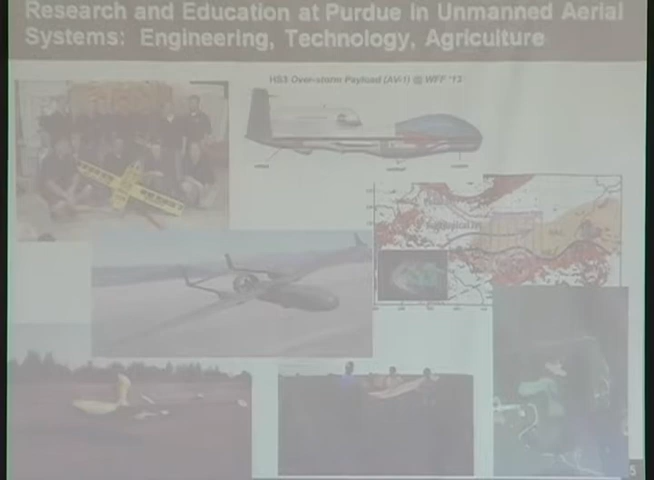 Research and Education at Purdue in Unmanned Aerial
Systems: Engineering, Technology, Agriculture
HS3 Over-storm Payload (AV-1) @ WFF '13
Subtropical
5